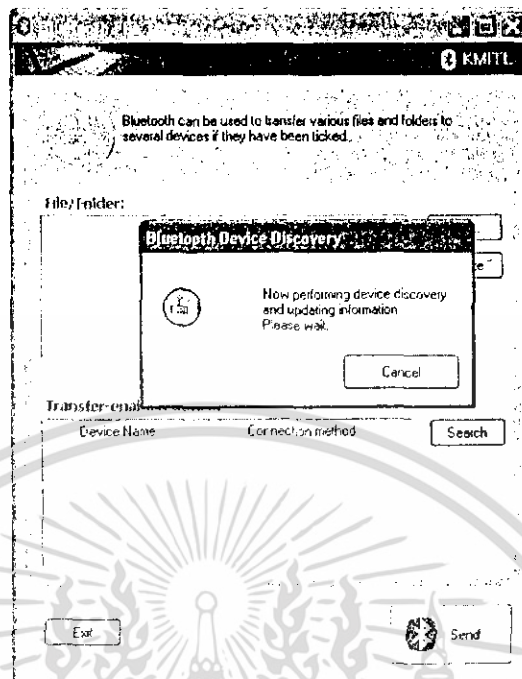 KMITL
Bluetooth can be used to transfer various files and folders to
several devices if they have been ticked.
File/Folder:
Bluetooth Device Discovery
Now performing device discovery
and updating information
Please wait.
Cancel
Device Name Connection method Search
Exit Send